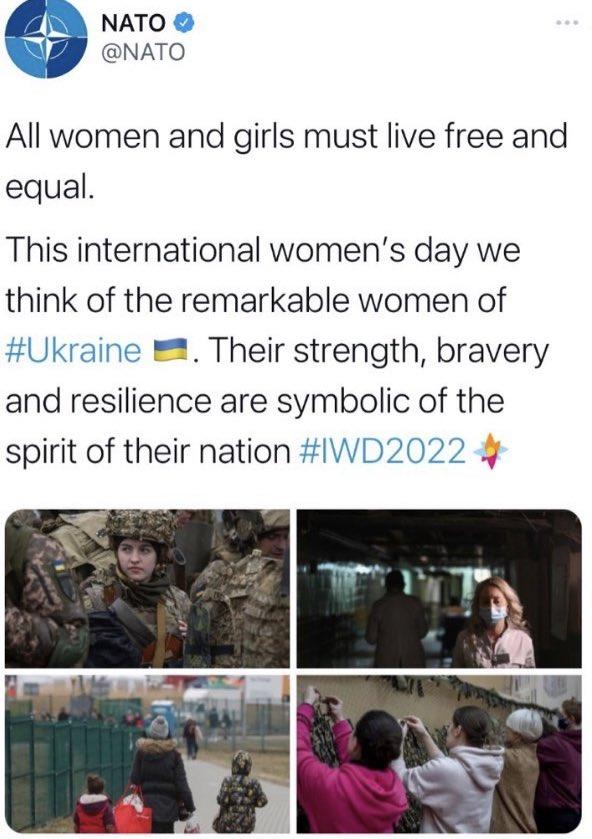 NATO
@NATO
All women and girls must live free and
equal.
This international women’s day we
think of the remarkable women of
#Ukraine 🇺🇦. Their strength, bravery
and resilience are symbolic of the
spirit of their nation #IWD2022